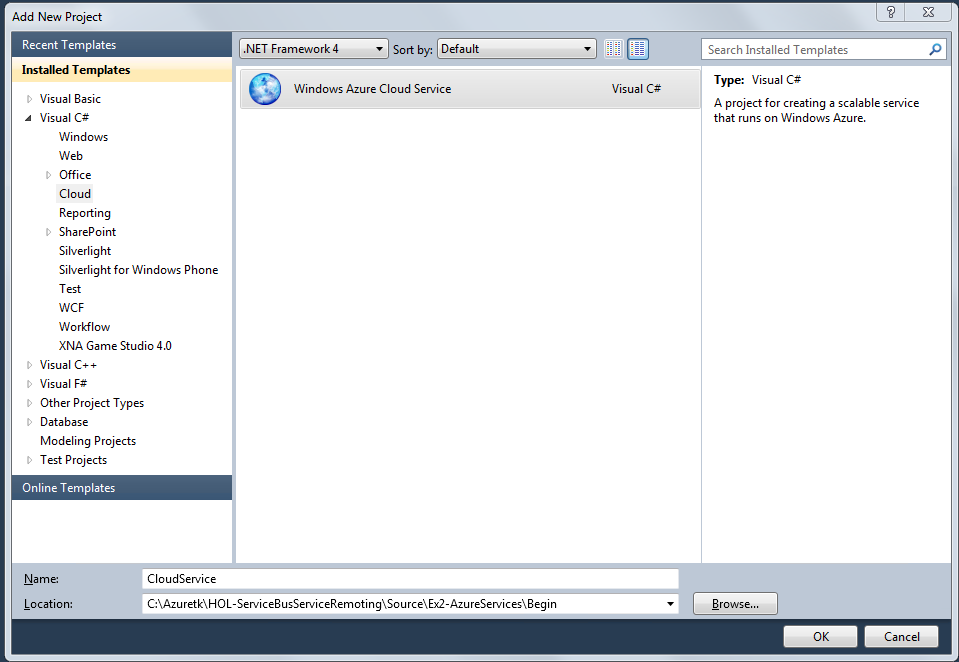 Add New Project
Recent Templates
Installed Templates
Visual Basic
Visual C#
Windows
Web
Office
Cloud
Reporting
SharePoint
Silverlight
Silverlight for Windows Phone
Test
WCF
Workflow
XNA Game Studio 4.0
Visual C++
Visual F#
Other Project Types
Database
Modeling Projects
Test Projects
Online Templates
.NET Framework 4 Sort by: Default
Windows Azure Cloud Service Visual C#
Search Installed Templates
Type: Visual C#
A project for creating a scalable service
that runs on Windows Azure.
Name: CloudService
Location: C:\Azuretk\HOL-ServiceBusServiceRemoting\Source\Ex2-AzureServices\Begin Browse...
OK Cancel